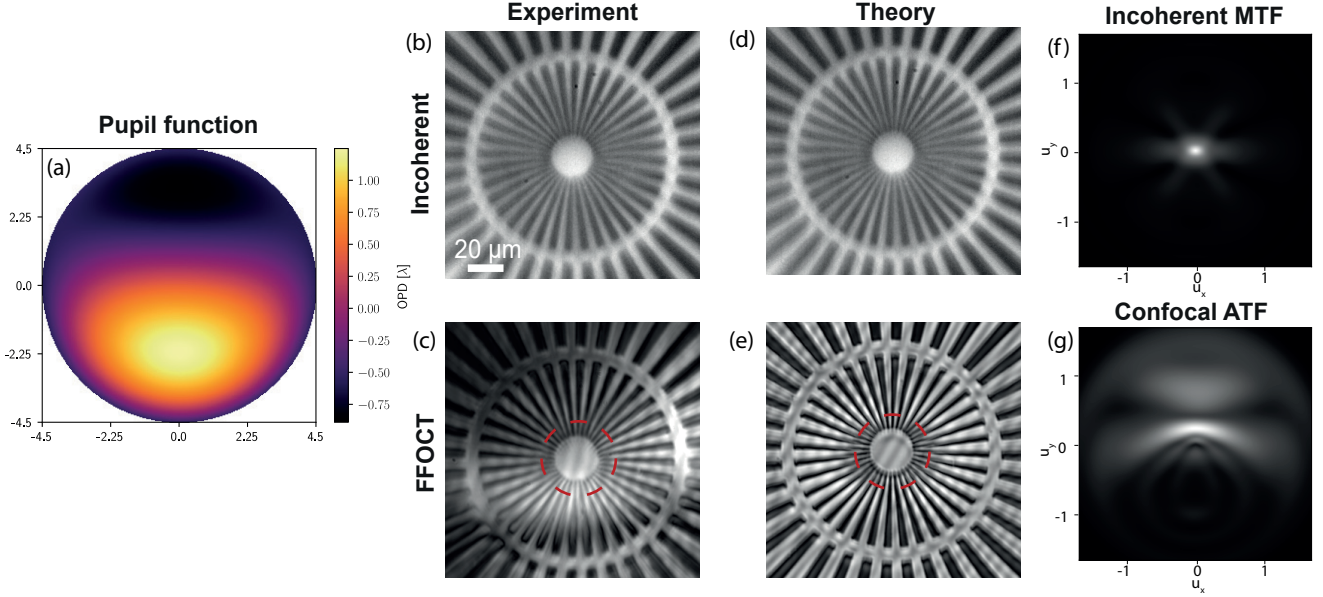 Experiment
Theory
Incoherent MTF
Pupil function
(a)
4.5
2.25
0.0
-2.25
-4.5
-4.5
-2.25
0.0
2.25
4.5
1.00
0.75
0.50
0.25
0.00
−0.25
−0.50
−0.75
OPD [λ]
Incoherent
(b)
20 µm
(d)
(f)
1
0
-1
u_y
-1
0
1
u_x
FFOCT
(c)
(e)
Confocal ATF
(g)
1
0
-1
u_y
-1
0
1
u_x